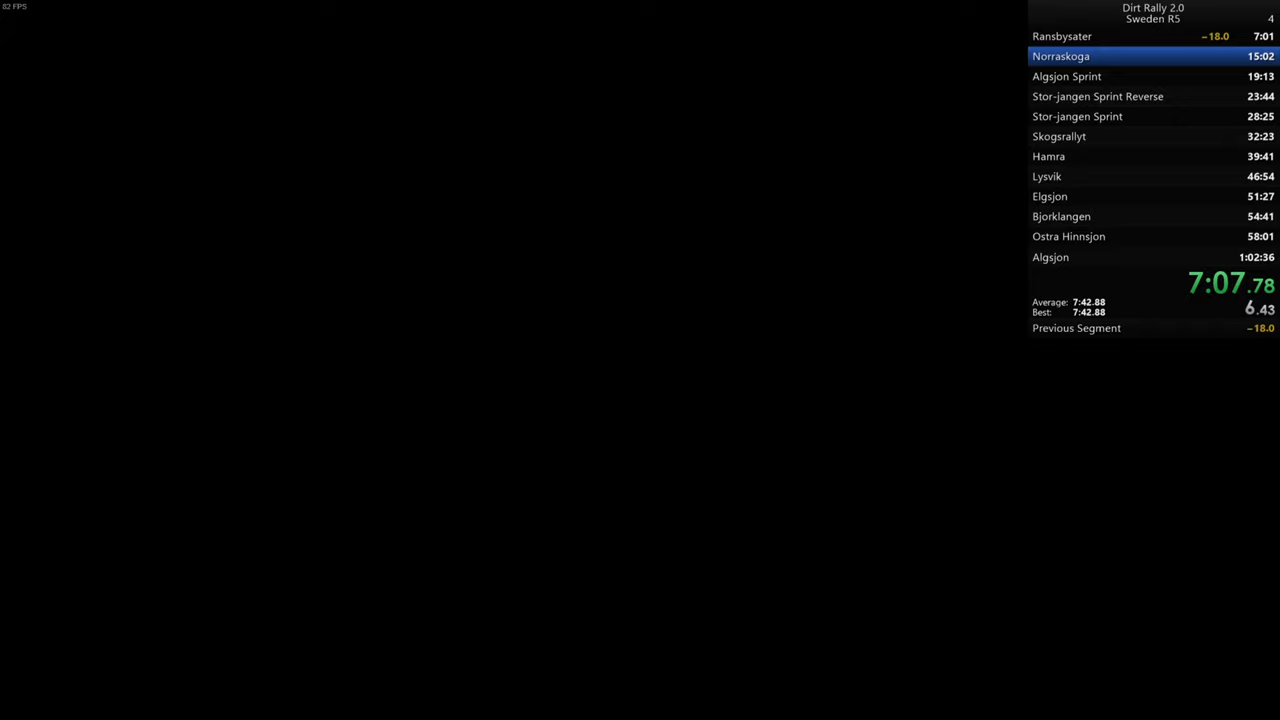 82 FPS
Dirt Rally 2.0
Sweden R5
4
Ransbysater −18.0 7:01
Norraskoga 15:02
Algsjon Sprint 19:13
Stor-jangen Sprint Reverse 23:44
Stor-jangen Sprint 28:25
Skogsrallyt 32:23
Hamra 39:41
Lysvik 46:54
Elgsjon 51:27
Bjorklangen 54:41
Ostra Hinnsjon 58:01
Algsjon 1:02:36
7:07.78
Average: 7:42.88
Best: 7:42.88
6.43
Previous Segment −18.0